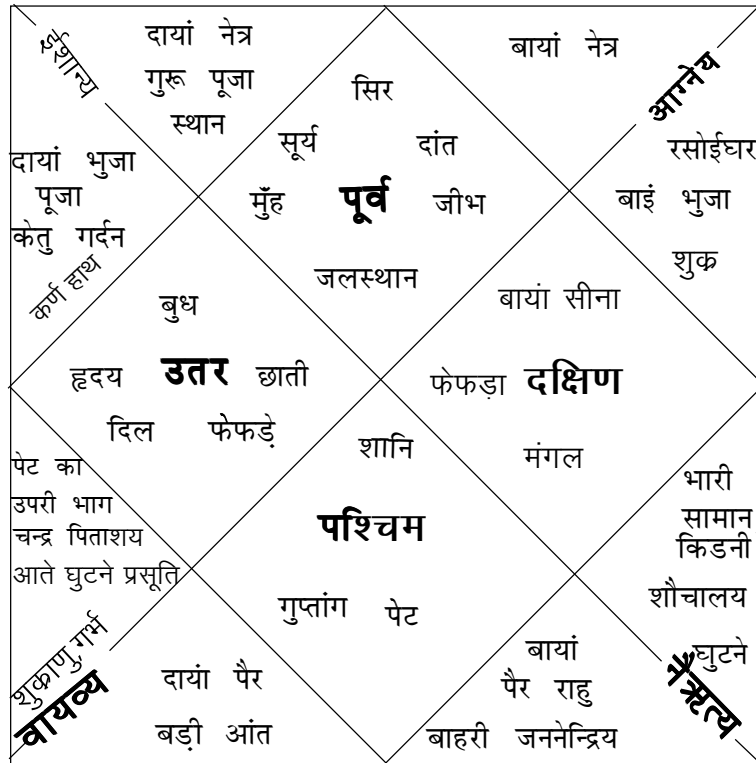 ईशान्य
दायां नेत्र
गुरू पूजा
स्थान
बायां नेत्र
आग्नेय
सिर
सूर्य दांत
मुँह पूर्व जीभ
जलस्थान
दायां भुजा
पूजा
केतु गर्दन
कर्ण हाथ
रसोईघर
बाइं भुजा
शुक्र
बुध
हृदय उतर छाती
दिल फेफड़े
बायां सीना
फेफड़ा दक्षिण
मंगल
शानि
पश्चिम
गुप्तांग पेट
पेट का
उपरी भाग
चन्द्र पिताशय
आते घुटने प्रसूति
शुक्राणु,गर्भ
वायव्य
दायां पैर
बड़ी आंत
बायां
पैर राहु
बाहरी जननेन्द्रिय
भारी
सामान
किडनी
शौचालय
घुटने
नैऋत्य